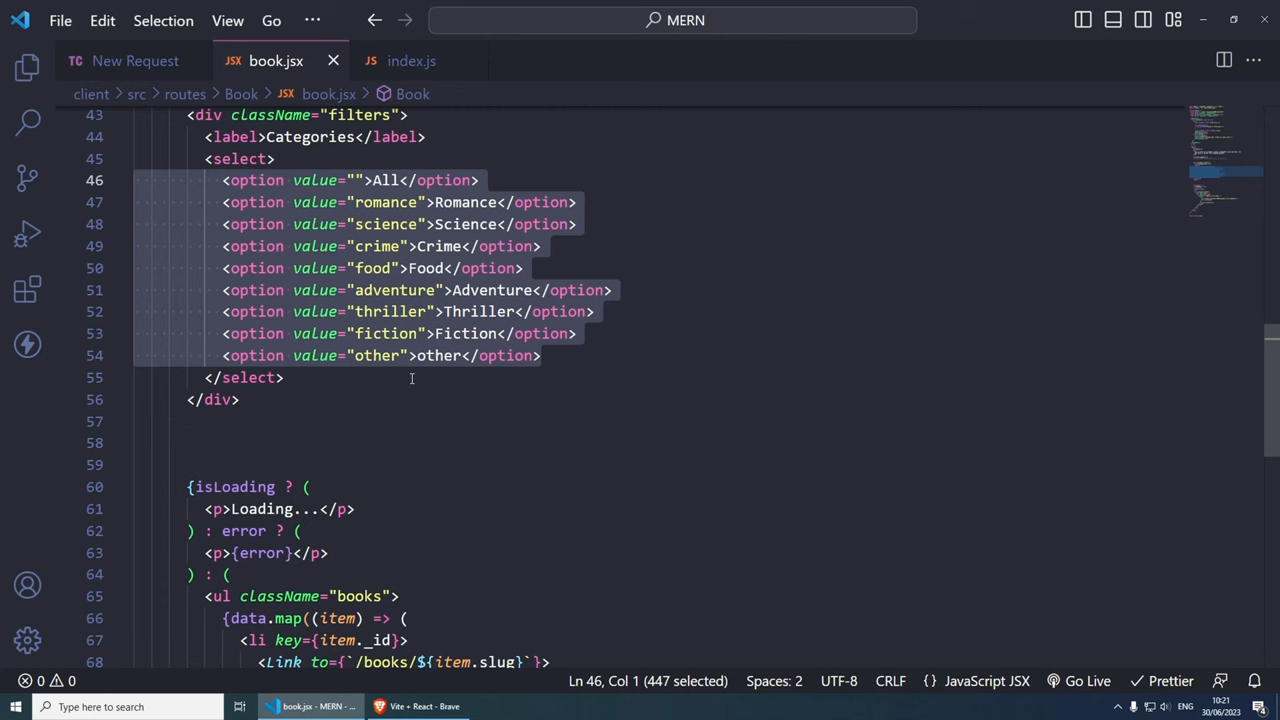 File Edit Selection View Go ··· MERN
TC New Request JSX book.jsx JS index.js
client > src > routes > Book > JSX book.jsx > Book
43 <div className="filters">
44 <label>Categories</label>
45 <select>
46 <option value="">All</option>
47 <option value="romance">Romance</option>
48 <option value="science">Science</option>
49 <option value="crime">Crime</option>
50 <option value="food">Food</option>
51 <option value="adventure">Adventure</option>
52 <option value="thriller">Thriller</option>
53 <option value="fiction">Fiction</option>
54 <option value="other">other</option>
55 </select>
56 </div>
57
58
59
60 {isLoading ? (
61 <p>Loading...</p>
62 ) : error ? (
63 <p>{error}</p>
64 ) : (
65 <ul className="books">
66 {data.map((item) => (
67 <li key={item._id}>
68 <Link to={`/books/${item.slug}`}>
0 0 Ln 46, Col 1 (447 selected) Spaces: 2 UTF-8 CRLF {} JavaScript JSX Go Live Prettier
Type here to search book.jsx - MERN - ... Vite + React - Brave ENG 10:21
30/06/2023 4